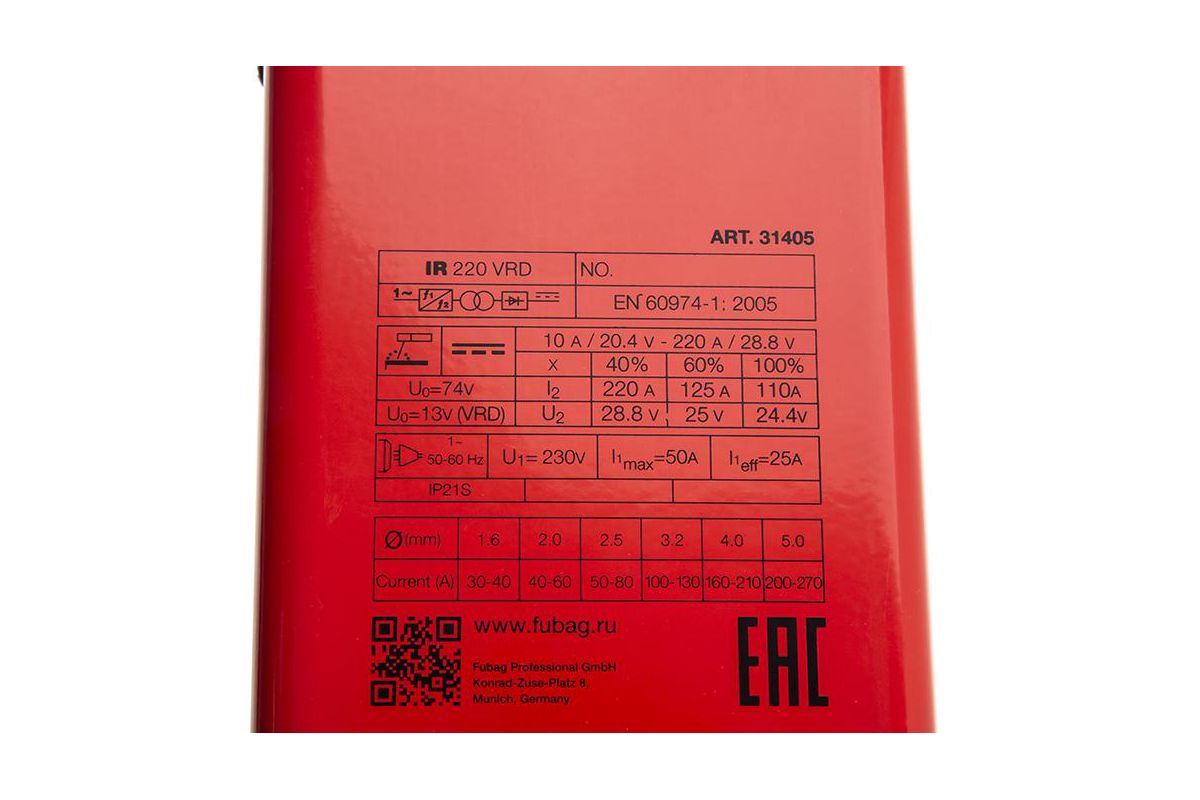 ART. 31405
IR 220 VRD NO.
1~ f1 f2 EN 60974-1: 2005
10 A / 20.4 V - 220 A / 28.8 V
X 40% 60% 100%
U0=74V I2 220 A 125 A 110A
U0=13V (VRD) U2 28.8 V 25 V 24.4V
1~
50-60 Hz U1= 230V I1max=50A I1eff=25A
IP21S
Ø(mm) 1.6 2.0 2.5 3.2 4.0 5.0
Current (A) 30-40 40-60 50-80 100-130 160-210 200-270
www.fubag.ru
Fubag Professional GmbH
Konrad-Zuse-Platz 8,
Munich, Germany
EAC